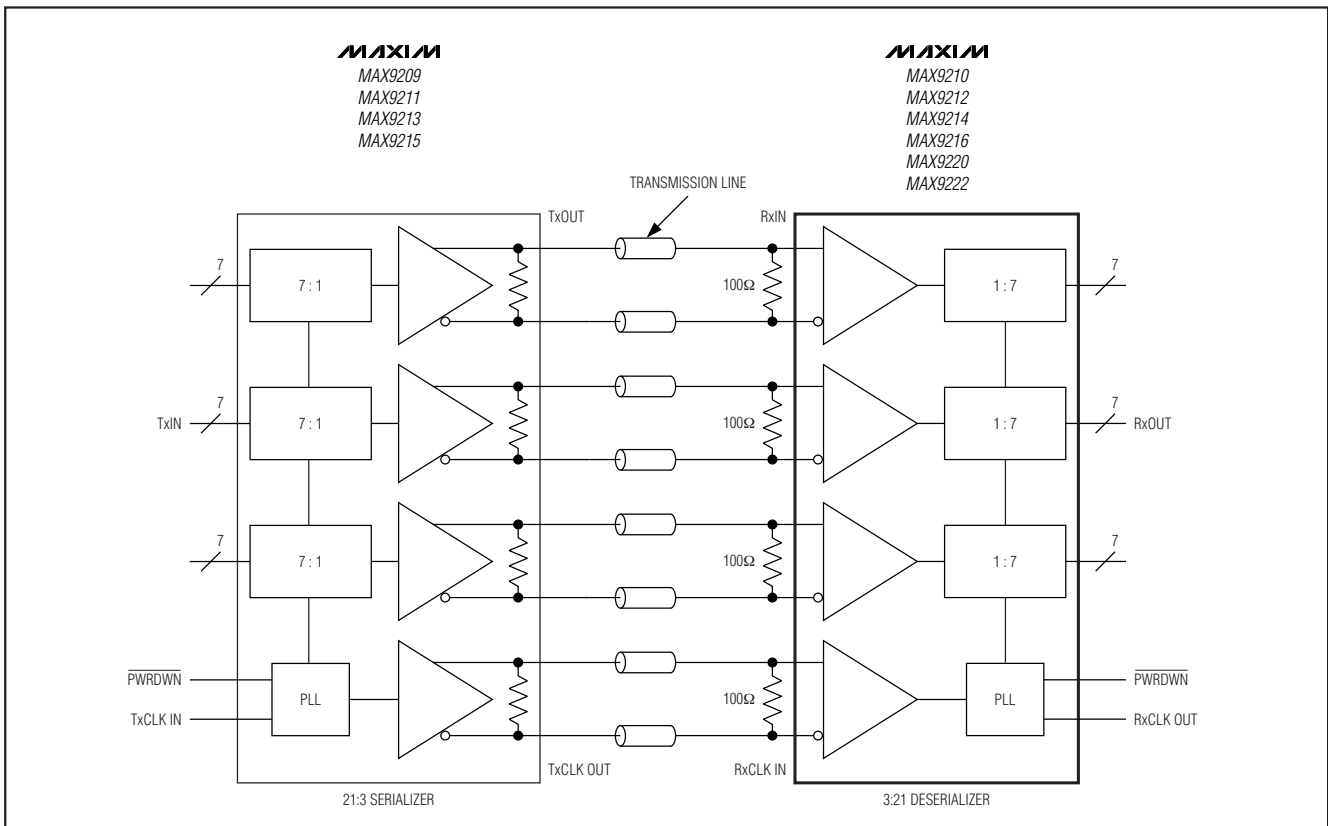 MAXIM
MAX9209
MAX9211
MAX9213
MAX9215
MAXIM
MAX9210
MAX9212
MAX9214
MAX9216
MAX9220
MAX9222
TRANSMISSION LINE
TxOUT
RxIN
7
7 : 1
100Ω
1 : 7
7
TxIN
7
7 : 1
100Ω
1 : 7
7
RxOUT
7
7 : 1
100Ω
1 : 7
7
PWRDWN
TxCLK IN
PLL
100Ω
PLL
PWRDWN
RxCLK OUT
TxCLK OUT
RxCLK IN
21:3 SERIALIZER
3:21 DESERIALIZER